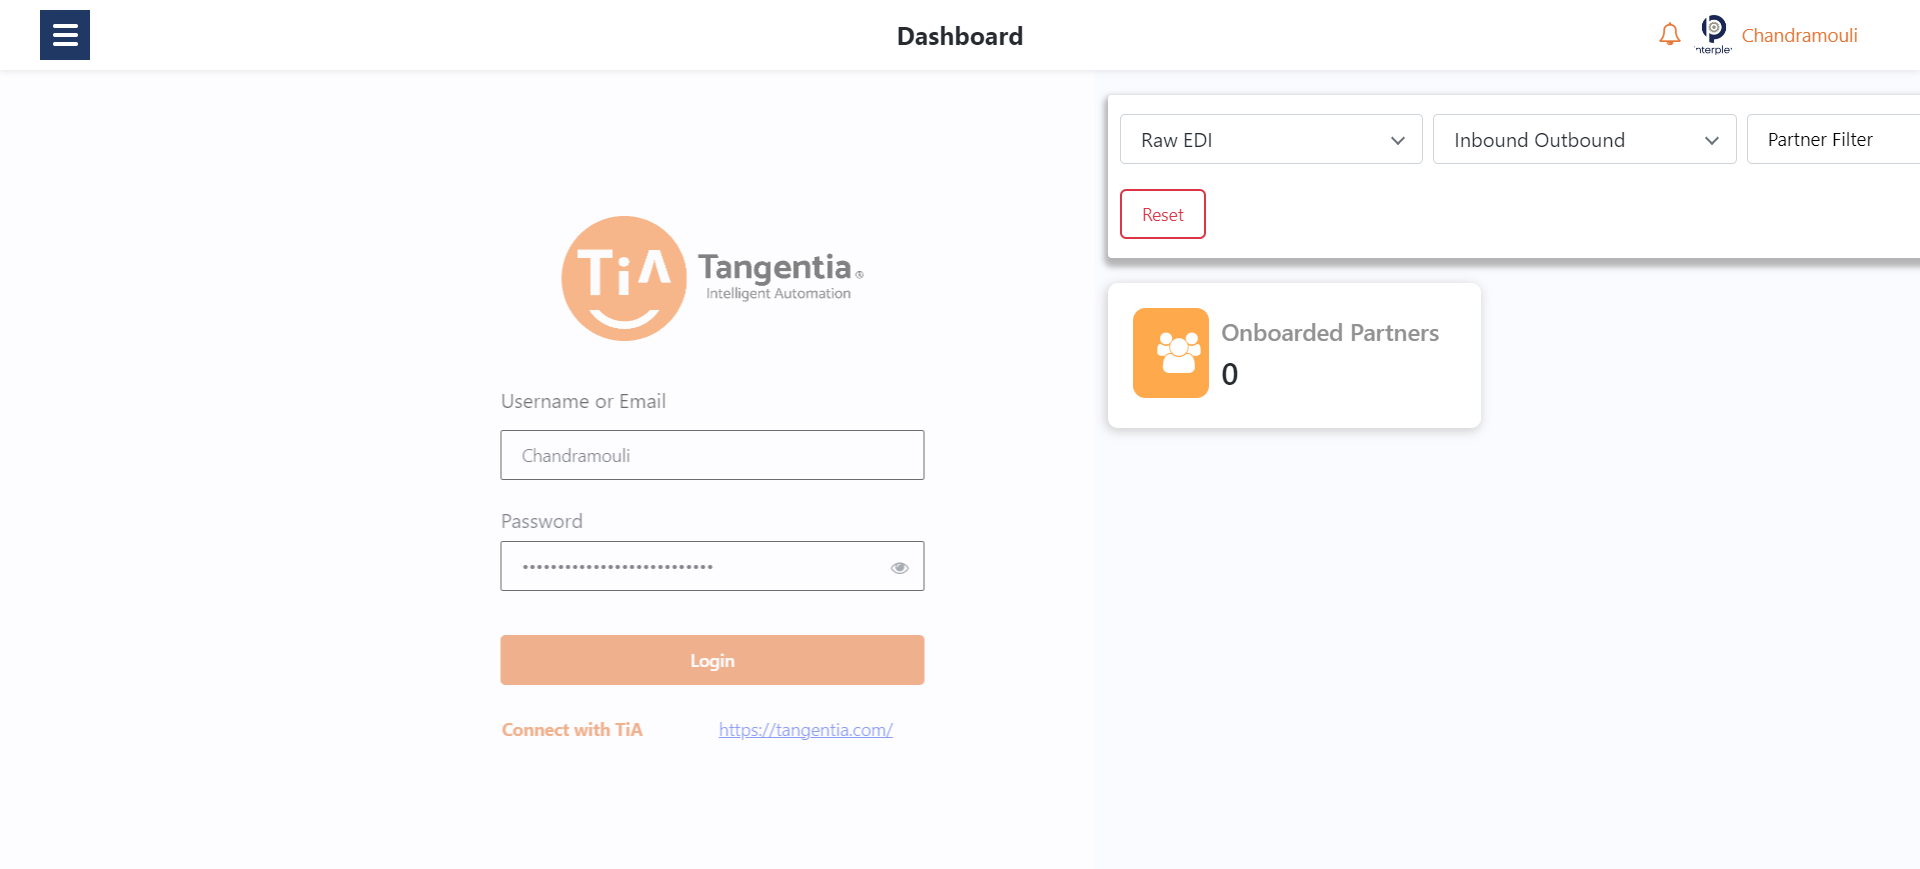 Dashboard
Chandramouli
Raw EDI
Inbound Outbound
Partner Filter
Reset
TiA
Tangentia®
Intelligent Automation
Onboarded Partners
0
Username or Email
Chandramouli
Password
Login
Connect with TiA
https://tangentia.com/